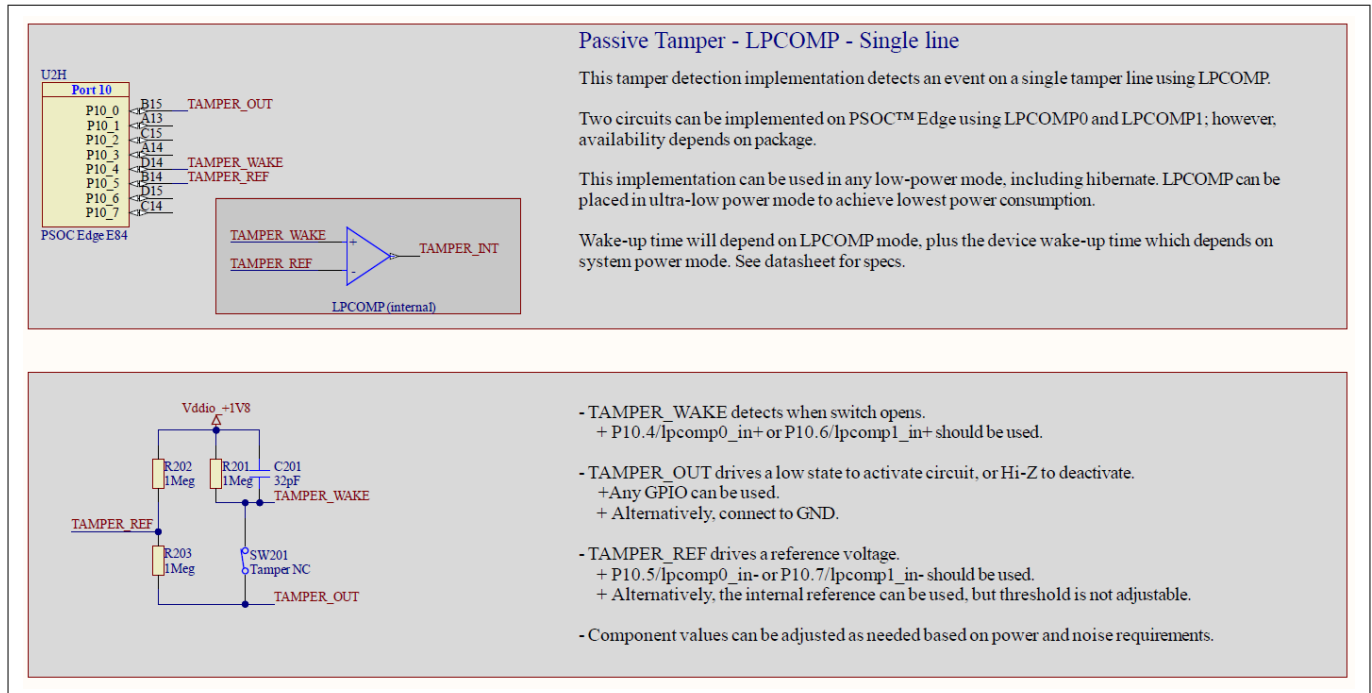 Passive Tamper - LPCOMP - Single line
This tamper detection implementation detects an event on a single tamper line using LPCOMP.
Two circuits can be implemented on PSOC™ Edge using LPCOMP0 and LPCOMP1; however,
availability depends on package.
This implementation can be used in any low-power mode, including hibernate. LPCOMP can be
placed in ultra-low power mode to achieve lowest power consumption.
Wake-up time will depend on LPCOMP mode, plus the device wake-up time which depends on
system power mode. See datasheet for specs.
U2H
Port 10
P10_0 B15 TAMPER_OUT
P10_1 A13
P10_2 C15
P10_3 A14
P10_4 D14 TAMPER_WAKE
P10_5 B14 TAMPER_REF
P10_6 D15
P10_7 C14
PSOC Edge E84
TAMPER_WAKE
+
TAMPER_INT
TAMPER_REF
-
LPCOMP (internal)
Vddio_+1V8
R202
1Meg
R201
1Meg
C201
32pF
TAMPER_WAKE
TAMPER_REF
R203
1Meg
SW201
Tamper NC
TAMPER_OUT
- TAMPER_WAKE detects when switch opens.
+ P10.4/lpcomp0_in+ or P10.6/lpcomp1_in+ should be used.
- TAMPER_OUT drives a low state to activate circuit, or Hi-Z to deactivate.
+Any GPIO can be used.
+ Alternatively, connect to GND.
- TAMPER_REF drives a reference voltage.
+ P10.5/lpcomp0_in- or P10.7/lpcomp1_in- should be used.
+ Alternatively, the internal reference can be used, but threshold is not adjustable.
- Component values can be adjusted as needed based on power and noise requirements.